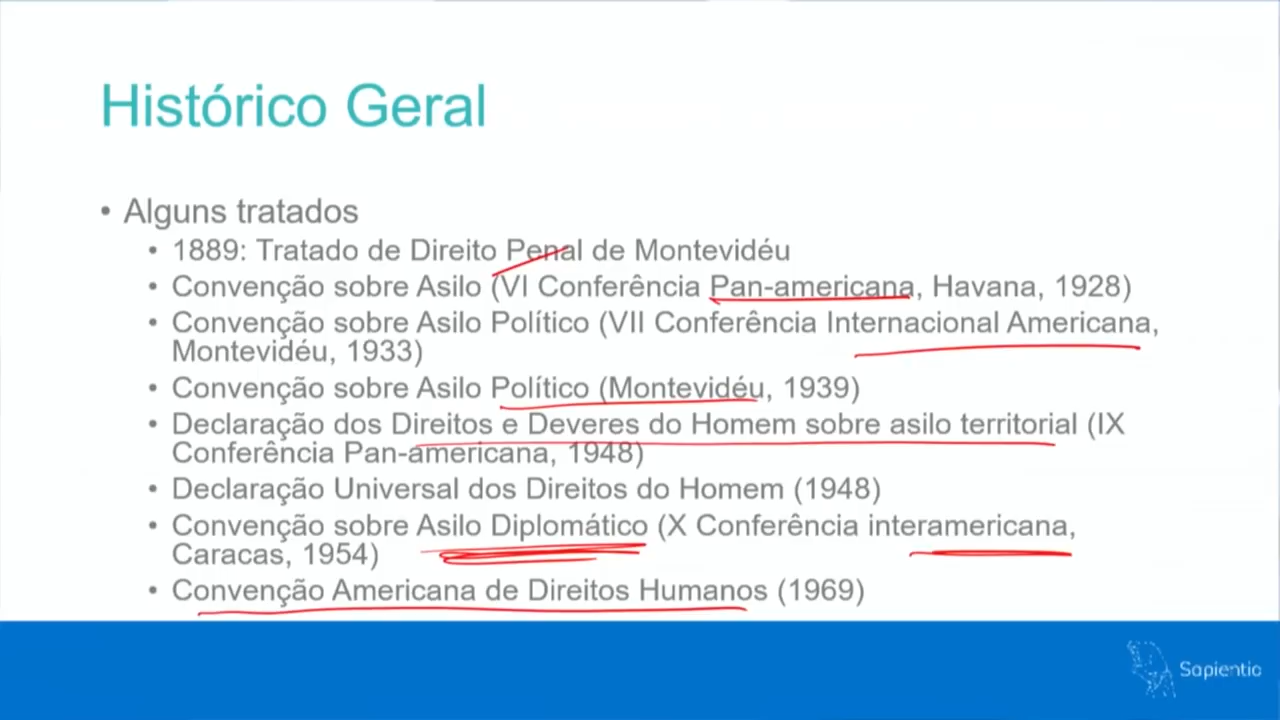 Histórico Geral
• Alguns tratados
• 1889: Tratado de Direito Penal de Montevidéu
• Convenção sobre Asilo (VI Conferência Pan-americana, Havana, 1928)
• Convenção sobre Asilo Político (VII Conferência Internacional Americana,
Montevidéu, 1933)
• Convenção sobre Asilo Político (Montevidéu, 1939)
• Declaração dos Direitos e Deveres do Homem sobre asilo territorial (IX
Conferência Pan-americana, 1948)
• Declaração Universal dos Direitos do Homem (1948)
• Convenção sobre Asilo Diplomático (X Conferência interamericana,
Caracas, 1954)
• Convenção Americana de Direitos Humanos (1969)
Sapientia